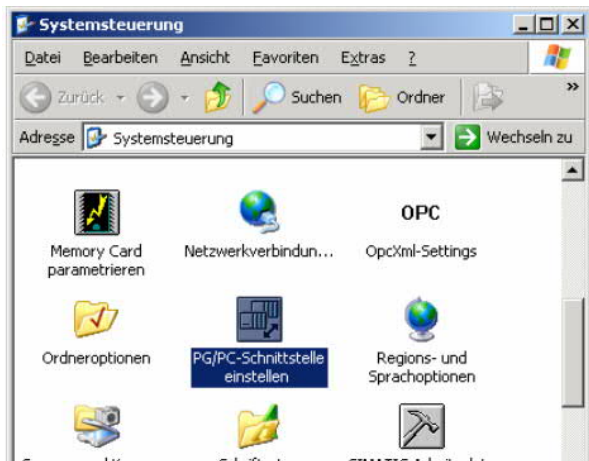 Systemsteuerung
Datei Bearbeiten Ansicht Favoriten Extras ?
Zurück Suchen Ordner »
Adresse Systemsteuerung Wechseln zu
OPC
Memory Card parametrieren
Netzwerkverbindun...
OpcXml-Settings
Ordneroptionen
PG/PC-Schnittstelle
einstellen
Regions- und
Sprachoptionen